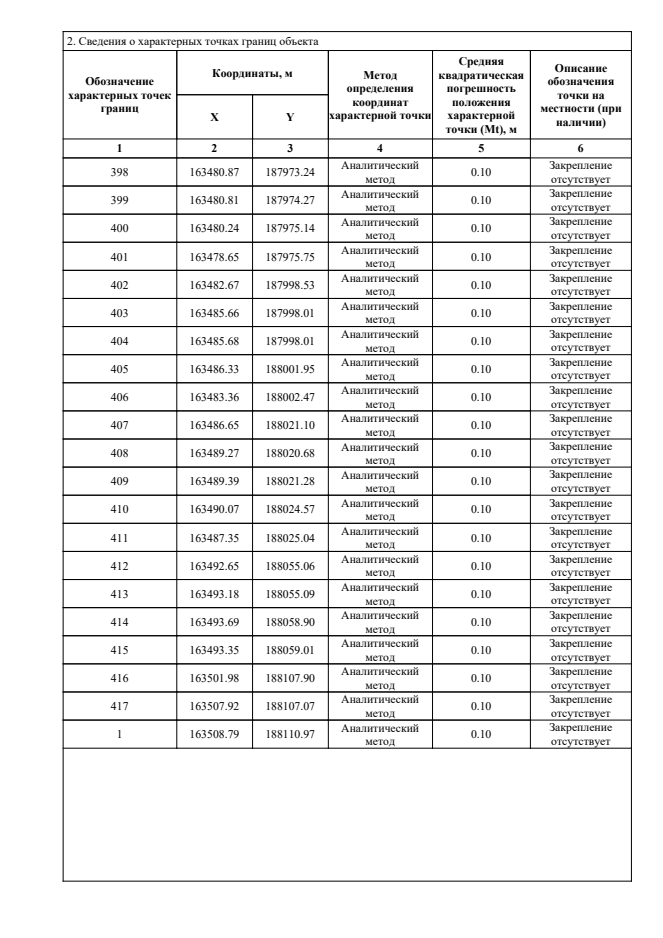 2. Сведения о характерных точках границ объекта
Обозначение характерных точек границ | Координаты, м | Метод определения координат характерной точки | Средняя квадратическая погрешность положения характерной точки (Mt), м | Описание обозначения точки на местности (при наличии)
X | Y
1 | 2 | 3 | 4 | 5 | 6
398 | 163480.87 | 187973.24 | Аналитический метод | 0.10 | Закрепление отсутствует
399 | 163480.81 | 187974.27 | Аналитический метод | 0.10 | Закрепление отсутствует
400 | 163480.24 | 187975.14 | Аналитический метод | 0.10 | Закрепление отсутствует
401 | 163478.65 | 187975.75 | Аналитический метод | 0.10 | Закрепление отсутствует
402 | 163482.67 | 187998.53 | Аналитический метод | 0.10 | Закрепление отсутствует
403 | 163485.66 | 187998.01 | Аналитический метод | 0.10 | Закрепление отсутствует
404 | 163485.68 | 187998.01 | Аналитический метод | 0.10 | Закрепление отсутствует
405 | 163486.33 | 188001.95 | Аналитический метод | 0.10 | Закрепление отсутствует
406 | 163483.36 | 188002.47 | Аналитический метод | 0.10 | Закрепление отсутствует
407 | 163486.65 | 188021.10 | Аналитический метод | 0.10 | Закрепление отсутствует
408 | 163489.27 | 188020.68 | Аналитический метод | 0.10 | Закрепление отсутствует
409 | 163489.39 | 188021.28 | Аналитический метод | 0.10 | Закрепление отсутствует
410 | 163490.07 | 188024.57 | Аналитический метод | 0.10 | Закрепление отсутствует
411 | 163487.35 | 188025.04 | Аналитический метод | 0.10 | Закрепление отсутствует
412 | 163492.65 | 188055.06 | Аналитический метод | 0.10 | Закрепление отсутствует
413 | 163493.18 | 188055.09 | Аналитический метод | 0.10 | Закрепление отсутствует
414 | 163493.69 | 188058.90 | Аналитический метод | 0.10 | Закрепление отсутствует
415 | 163493.35 | 188059.01 | Аналитический метод | 0.10 | Закрепление отсутствует
416 | 163501.98 | 188107.90 | Аналитический метод | 0.10 | Закрепление отсутствует
417 | 163507.92 | 188107.07 | Аналитический метод | 0.10 | Закрепление отсутствует
1 | 163508.79 | 188110.97 | Аналитический метод | 0.10 | Закрепление отсутствует